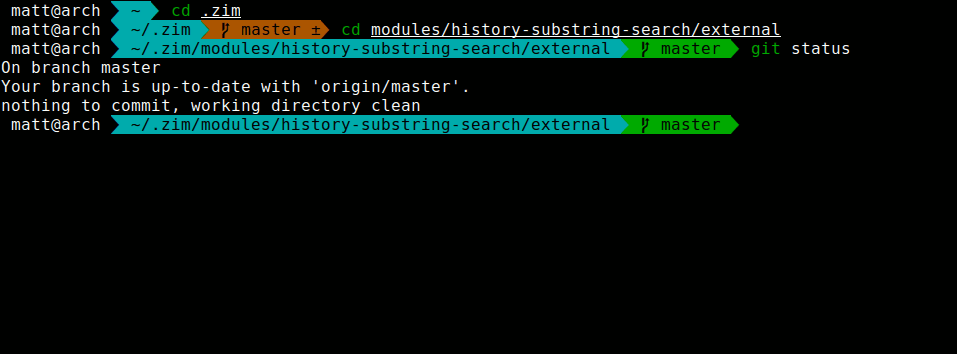 matt@arch ~ cd .zim
matt@arch ~/.zim master ± cd modules/history-substring-search/external
matt@arch ~/.zim/modules/history-substring-search/external master git status
On branch master
Your branch is up-to-date with 'origin/master'.
nothing to commit, working directory clean
matt@arch ~/.zim/modules/history-substring-search/external master